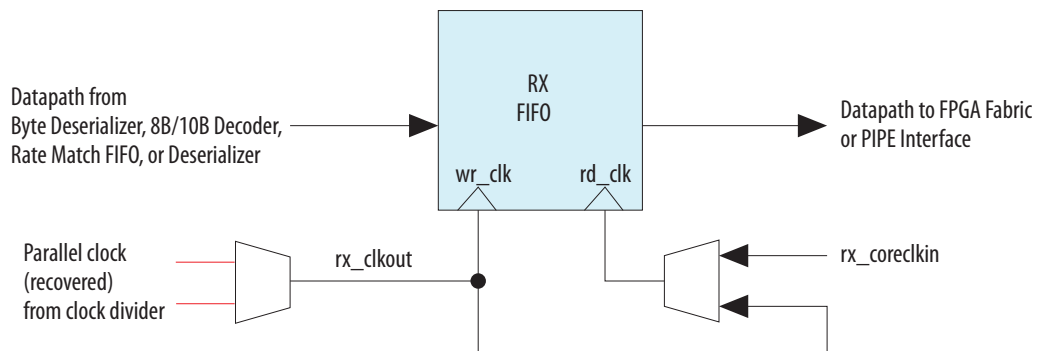 RX
FIFO
Datapath from
Byte Deserializer, 8B/10B Decoder,
Rate Match FIFO, or Deserializer
Datapath to FPGA Fabric
or PIPE Interface
wr_clk
rd_clk
Parallel clock
(recovered)
from clock divider
rx_clkout
rx_coreclkin